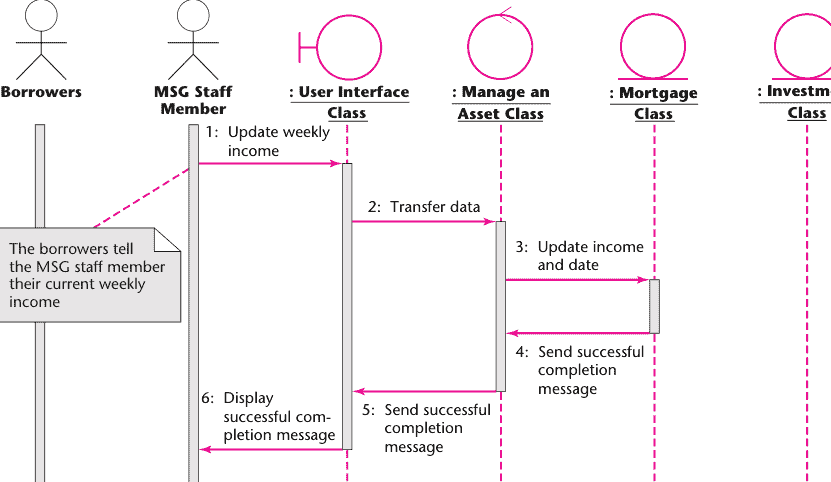 Borrowers
MSG Staff
Member
: User Interface
Class
: Manage an
Asset Class
: Mortgage
Class
: Investm-
Class
1: Update weekly
income
2: Transfer data
3: Update income
and date
The borrowers tell
the MSG staff member
their current weekly
income
4: Send successful
completion
message
5: Send successful
completion
message
6: Display
successful com-
pletion message